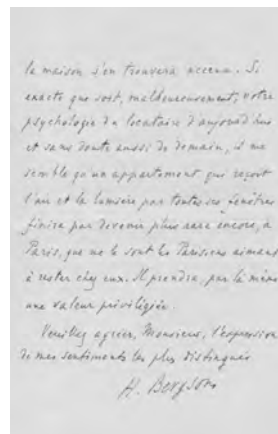 la maison s'en trouvera accrue. Si
exacte que soit, malheureusement, votre
psychologie du locataire d'aujourd'hui
et sans doute aussi de demain, il me
semble qu'un appartement qui reçoit
l'air et la lumière par toutes ses fenêtres
finira par devenir plus rare encore, à
Paris, que ne le sont les Parisiens aimant
à rester chez eux. Il prendra, par là même
une valeur privilégiée.
Veuillez agréer, Monsieur, l'expression
de mes sentiments les plus distingués
H. Bergson